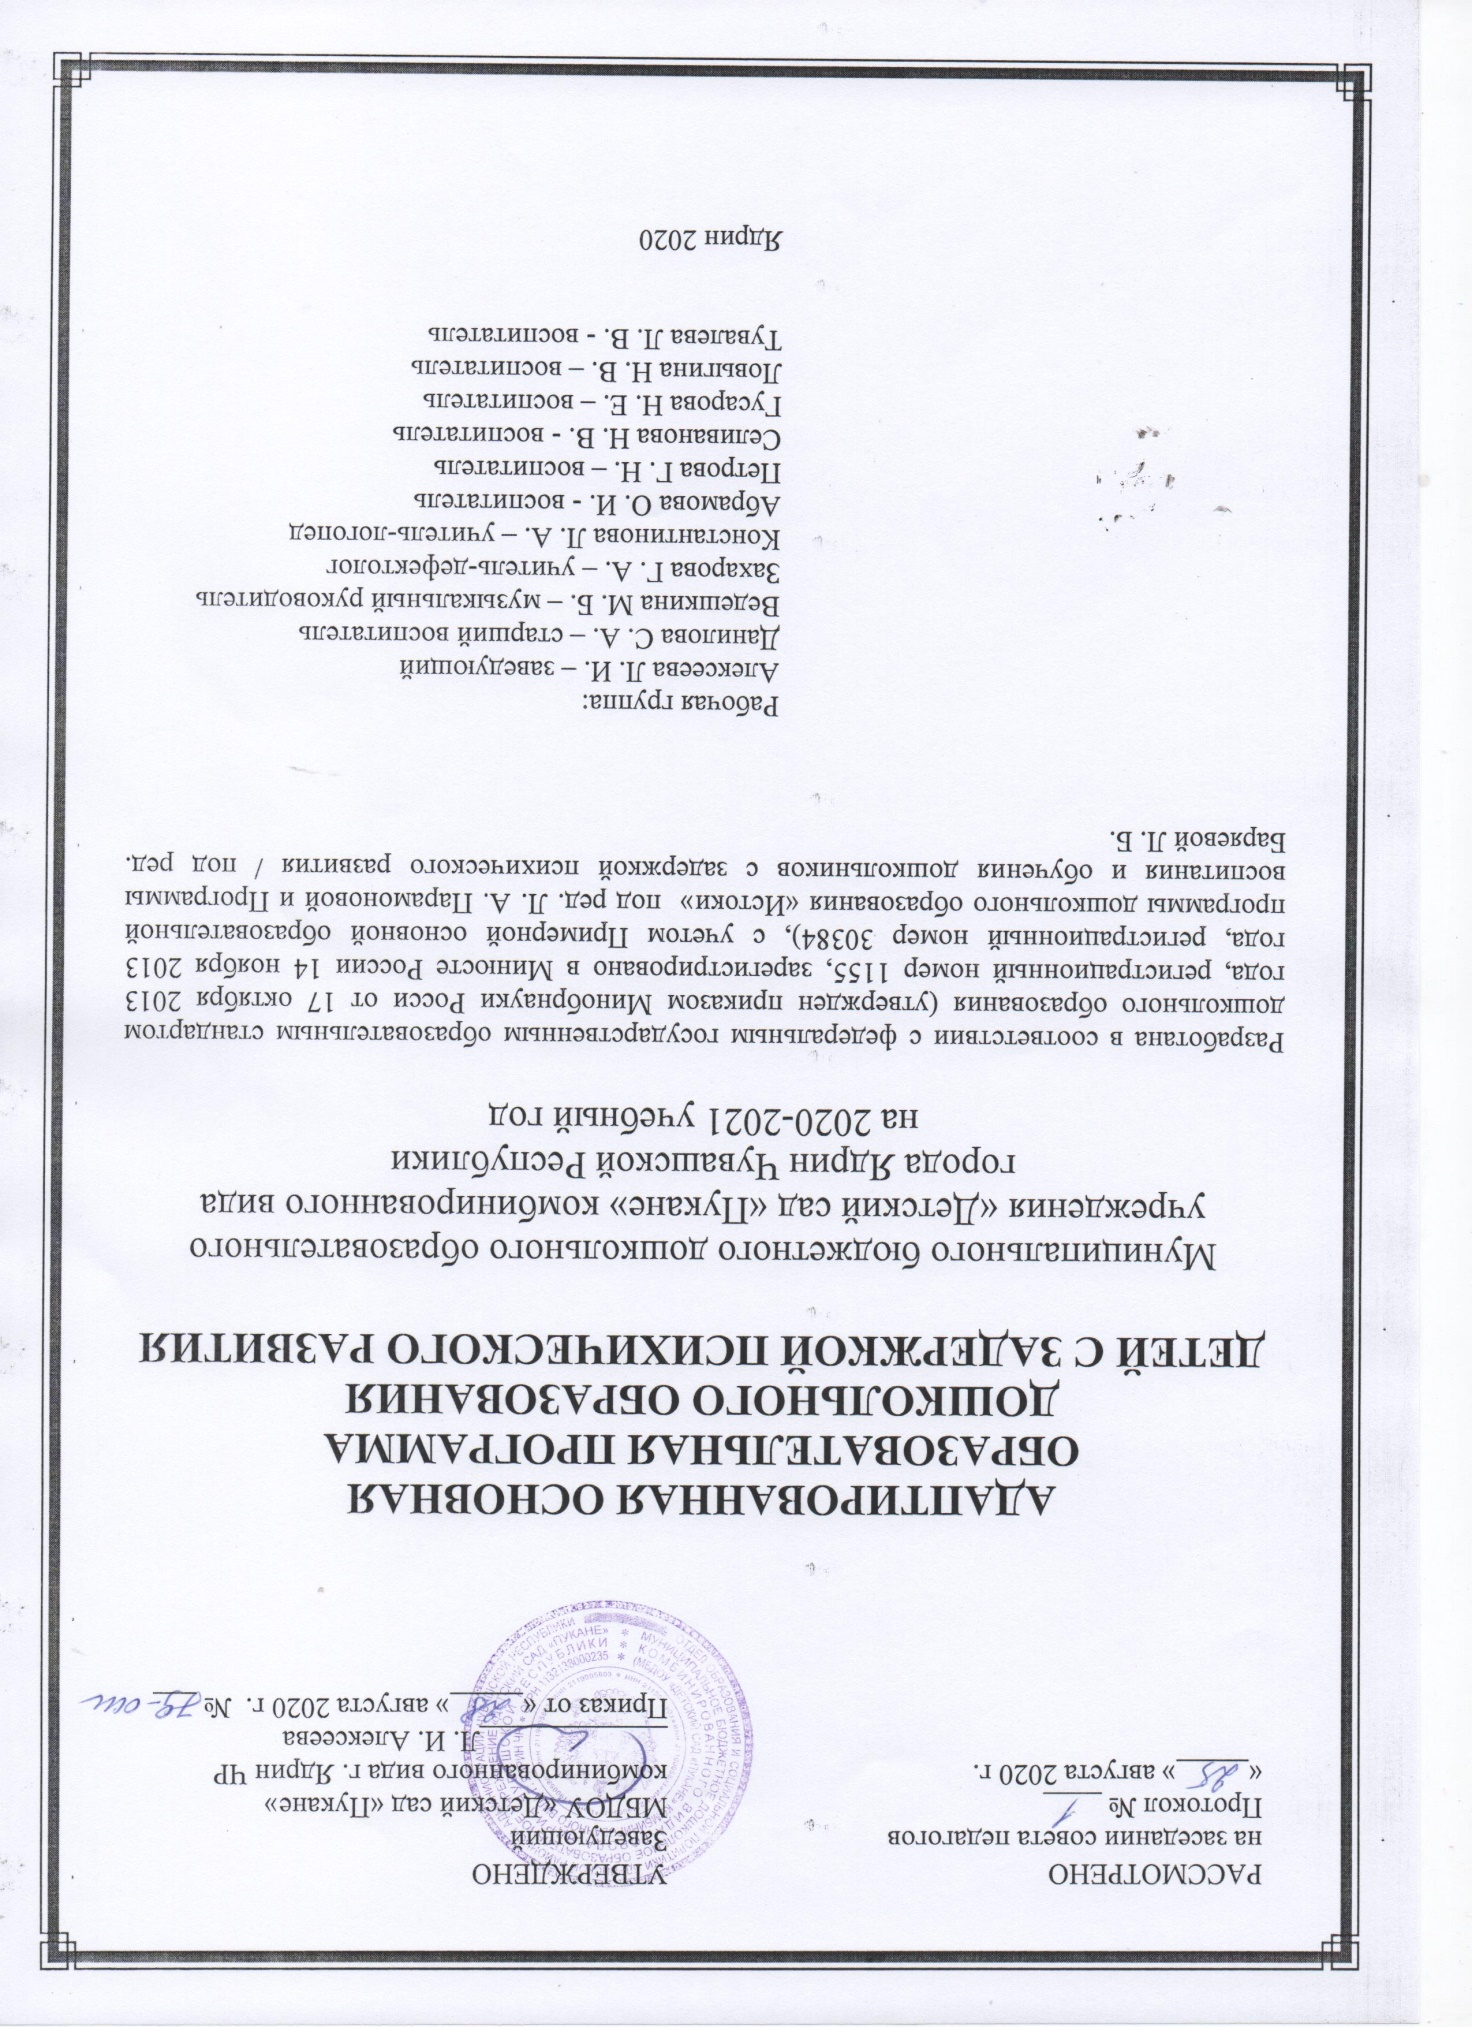 РАССМОТРЕНО
на заседании совета педагогов
Протокол № 1
« 25 » августа 2020 г.
УТВЕРЖДЕНО
Заведующий
МБДОУ «Детский сад «Пукане»
комбинированного вида г. Ядрин ЧР
Л. И. Алексеева
Приказ от « 28 » августа 2020 г. № 79-ош
АДАПТИРОВАННАЯ ОСНОВНАЯ
ОБРАЗОВАТЕЛЬНАЯ ПРОГРАММА
ДОШКОЛЬНОГО ОБРАЗОВАНИЯ
ДЕТЕЙ С ЗАДЕРЖКОЙ ПСИХИЧЕСКОГО РАЗВИТИЯ
Муниципального бюджетного дошкольного образовательного
учреждения «Детский сад «Пукане» комбинированного вида
города Ядрин Чувашской Республики
на 2020-2021 учебный год
Разработана в соответствии с федеральным государственным образовательным стандартом
дошкольного образования (утвержден приказом Минобрнауки Росси от 17 октября 2013
года, регистрационный номер 1155, зарегистрировано в Минюсте России 14 ноября 2013
года, регистрационный номер 30384), с учетом Примерной основной образовательной
программы дошкольного образования «Истоки» под ред. Л. А. Парамоновой и Программы
воспитания и обучения дошкольников с задержкой психического развития / под ред.
Баряевой Л. Б.
Рабочая группа:
Алексеева Л. И. – заведующий
Данилова С. А. – старший воспитатель
Ведешкина М. Б. – музыкальный руководитель
Захарова Г. А. – учитель-дефектолог
Константинова Л. А. – учитель-логопед
Абрамова О. И. - воспитатель
Петрова Г. Н. – воспитатель
Селиванова Н. В. - воспитатель
Гусарова Н. Е. – воспитатель
Ловыгина Н. В. – воспитатель
Тувалева Л. В. - воспитатель
Ядрин 2020